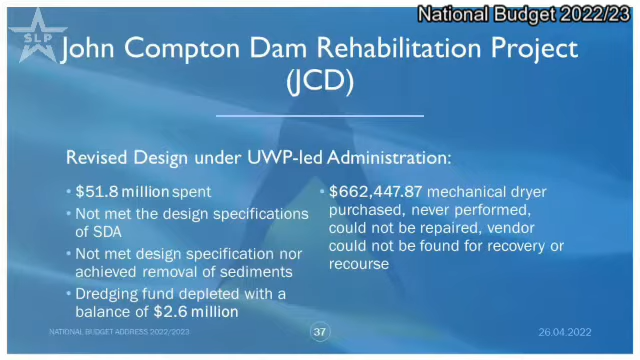 National Budget 2022/23
SLP
John Compton Dam Rehabilitation Project
(JCD)
Revised Design under UWP-led Administration:
• $51.8 million spent
• Not met the design specifications
of SDA
• Not met design specification nor
achieved removal of sediments
• Dredging fund depleted with a
balance of $2.6 million
• $662,447.87 mechanical dryer
purchased, never performed,
could not be repaired, vendor
could not be found for recovery or
recourse
NATIONAL BUDGET ADDRESS 2022/2023
37
26.04.2022